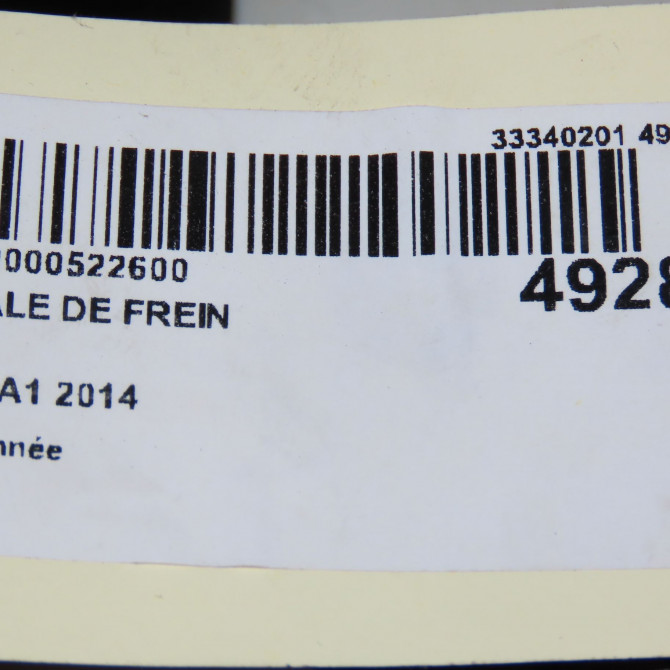 33340201 49
000522600
4928
ALE DE FREIN
A1 2014
nnée